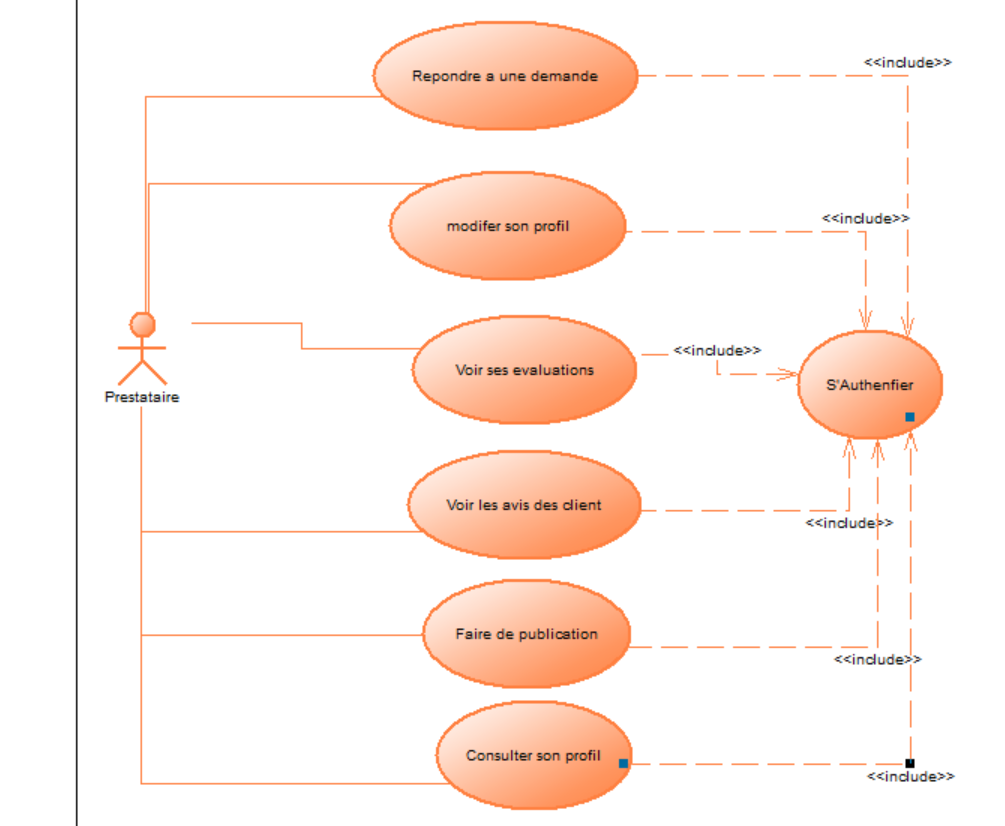 Repondre a une demande
<<include>>
modifer son profil
<<include>>
Voir ses evaluations
<<include>>
S'Authenfier
Prestataire
Voir les avis des client
<<include>>
Faire de publication
<<include>>
Consulter son profil
<<include>>